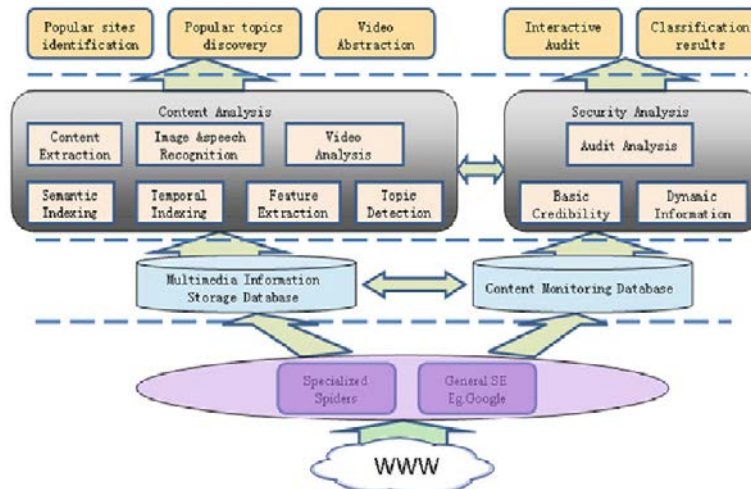 Popular sites
identification
Popular topics
discovery
Video
Abstraction
Interactive
Audit
Classification
results
Content Analysis
Content
Extraction
Image Aspeech
Recognition
Video
Analysis
Semantic
Indexing
Temporal
Indexing
Feature
Extraction
Topic
Detection
Security Analysis
Audit Analysis
Basic
Credibility
Dynamic
Information
Multimedia Information
Storage Database
Content Monitoring Database
Specialized
Spiders
General SE
Eg.Google
WWW